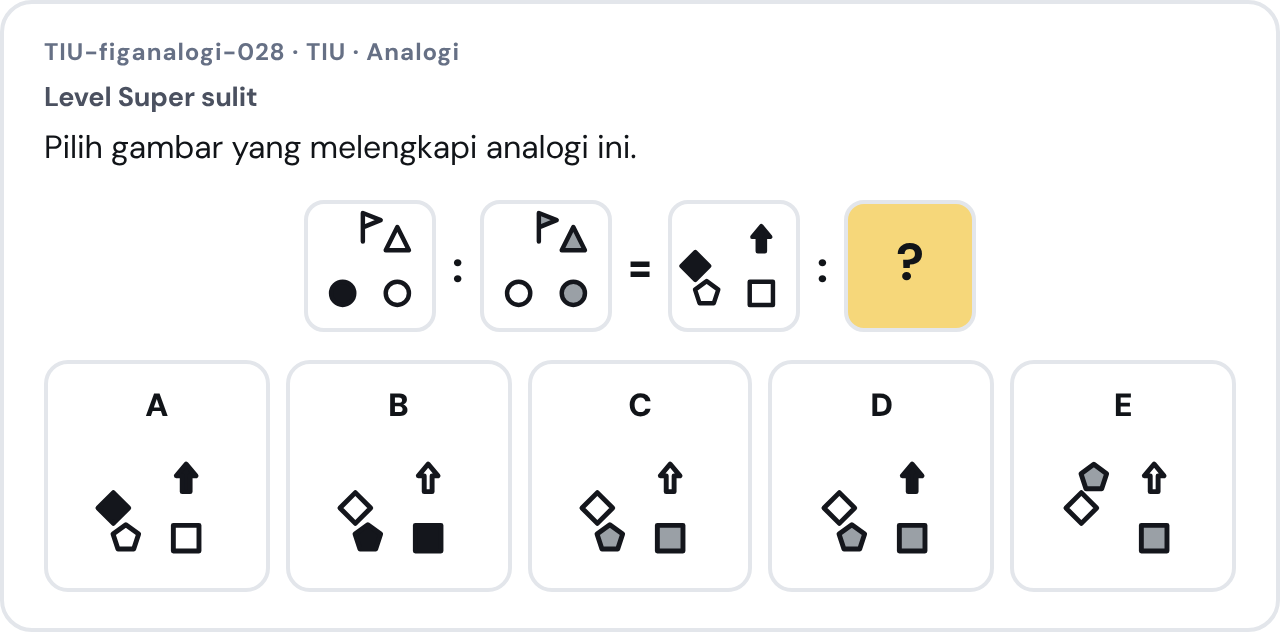 TIU-figanalogi-028 · TIU · Analogi
Level Super sulit
Pilih gambar yang melengkapi analogi ini.
: = : ?
A B C D E